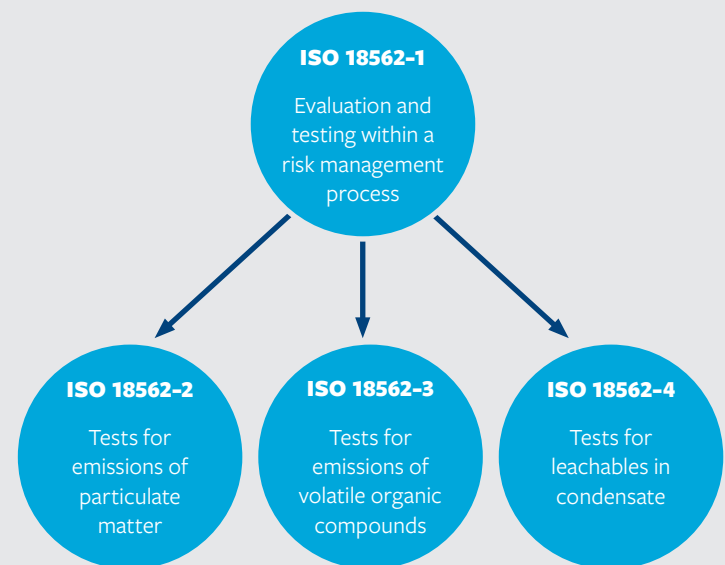 ISO 18562–1
Evaluation and
testing within a
risk management
process
ISO 18562–2
Tests for
emissions of
particulate
matter
ISO 18562–3
Tests for
emissions of
volatile organic
compounds
ISO 18562–4
Tests for
leachables in
condensate